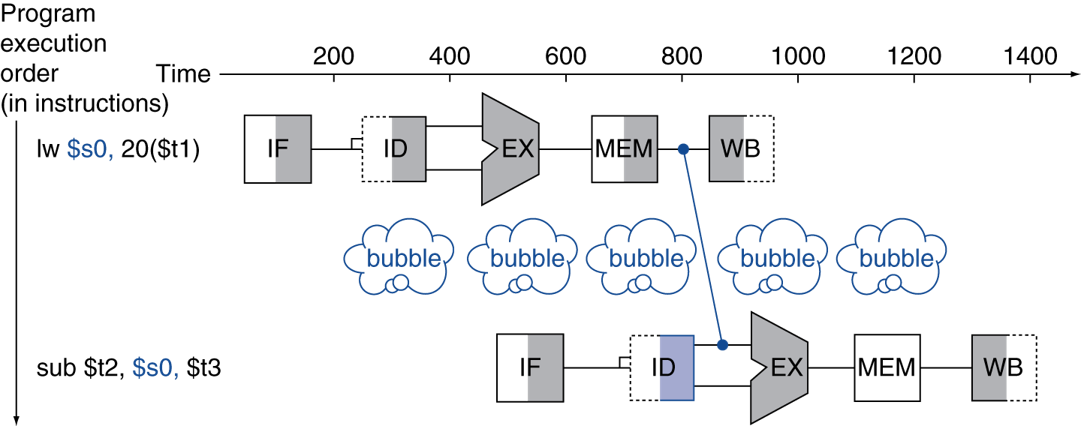 Program
execution
order
(in instructions)
Time
200 400 600 800 1000 1200 1400
lw $s0, 20($t1)
IF ID EX MEM WB
bubble bubble bubble bubble bubble
sub $t2, $s0, $t3
IF ID EX MEM WB